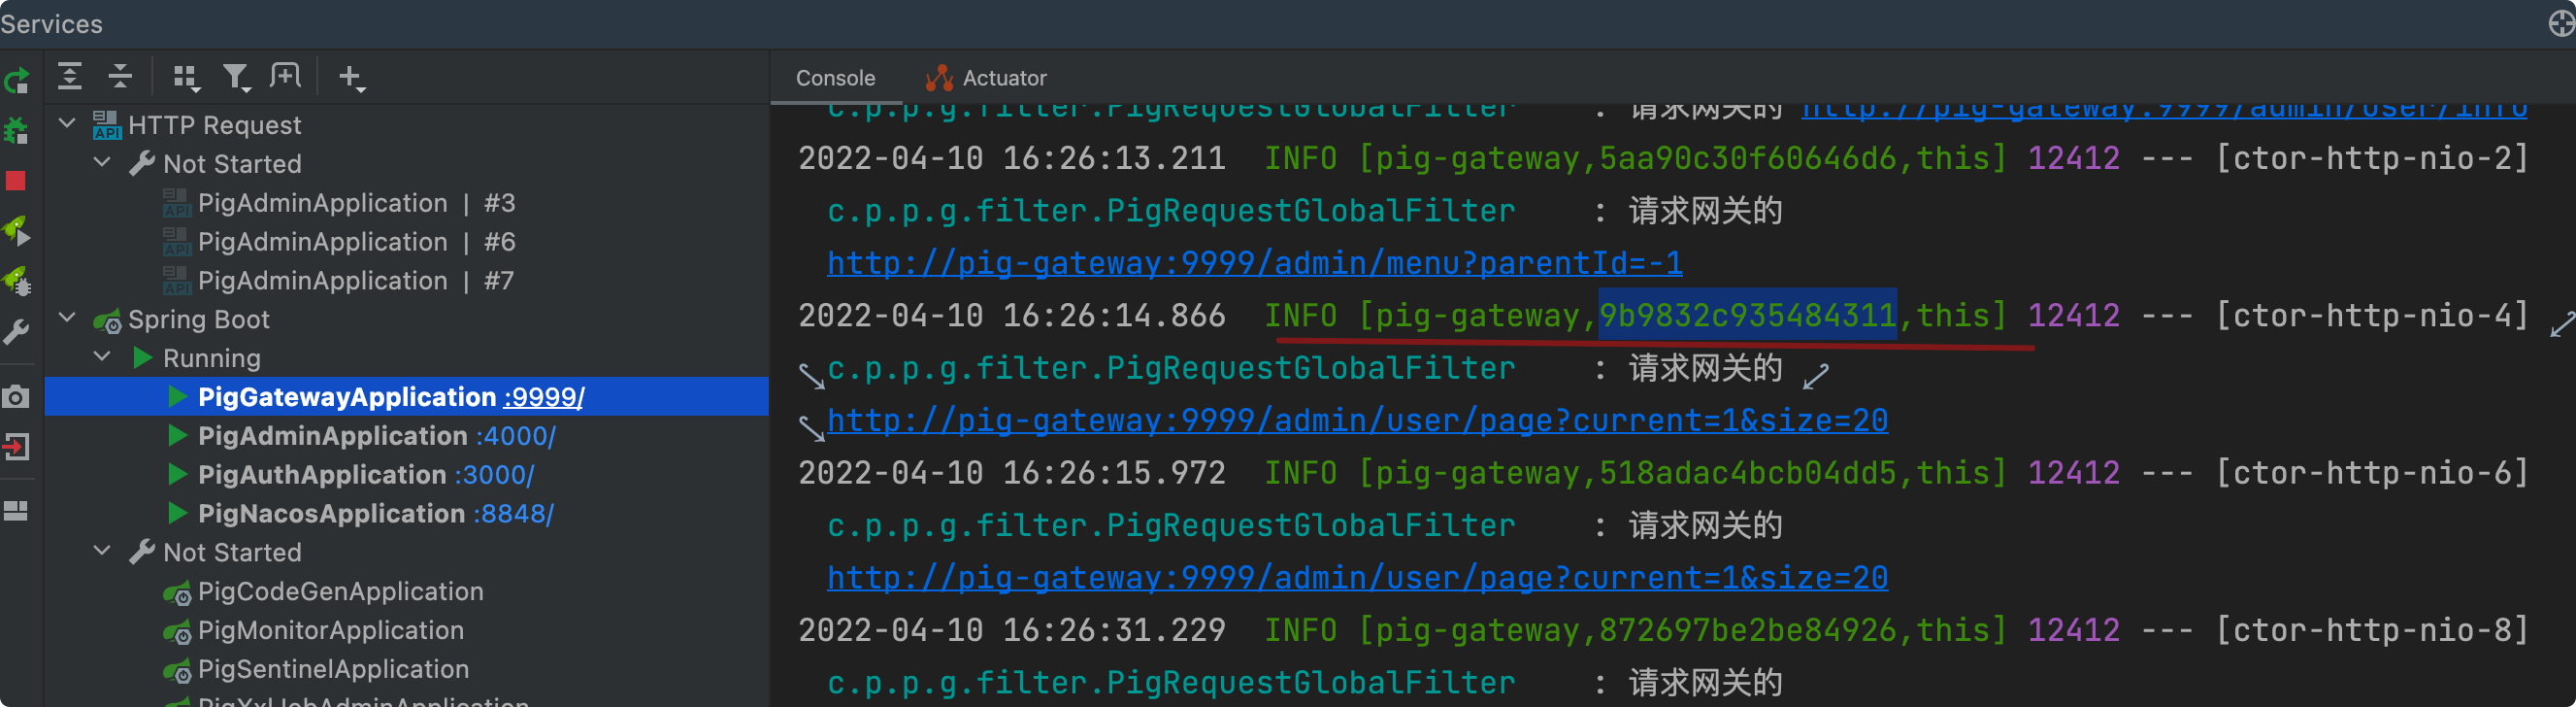 Services
Console
Actuator
HTTP Request
Not Started
PigAdminApplication | #3
PigAdminApplication | #6
PigAdminApplication | #7
Spring Boot
Running
PigGatewayApplication :9999/
PigAdminApplication :4000/
PigAuthApplication :3000/
PigNacosApplication :8848/
Not Started
PigCodeGenApplication
PigMonitorApplication
PigSentinelApplication
PigXxlJobAdminApplication
c.p.p.g.filter.PigRequestGlobalFilter : 请求网关的 http://pig-gateway:9999/admin/user/info
2022-04-10 16:26:13.211 INFO [pig-gateway,5aa90c30f60646d6,this] 12412 --- [ctor-http-nio-2]
c.p.p.g.filter.PigRequestGlobalFilter : 请求网关的
http://pig-gateway:9999/admin/menu?parentId=-1
2022-04-10 16:26:14.866 INFO [pig-gateway,9b9832c935484311,this] 12412 --- [ctor-http-nio-4]
c.p.p.g.filter.PigRequestGlobalFilter : 请求网关的
http://pig-gateway:9999/admin/user/page?current=1&size=20
2022-04-10 16:26:15.972 INFO [pig-gateway,518adac4bcb04dd5,this] 12412 --- [ctor-http-nio-6]
c.p.p.g.filter.PigRequestGlobalFilter : 请求网关的
http://pig-gateway:9999/admin/user/page?current=1&size=20
2022-04-10 16:26:31.229 INFO [pig-gateway,872697be2be84926,this] 12412 --- [ctor-http-nio-8]
c.p.p.g.filter.PigRequestGlobalFilter : 请求网关的